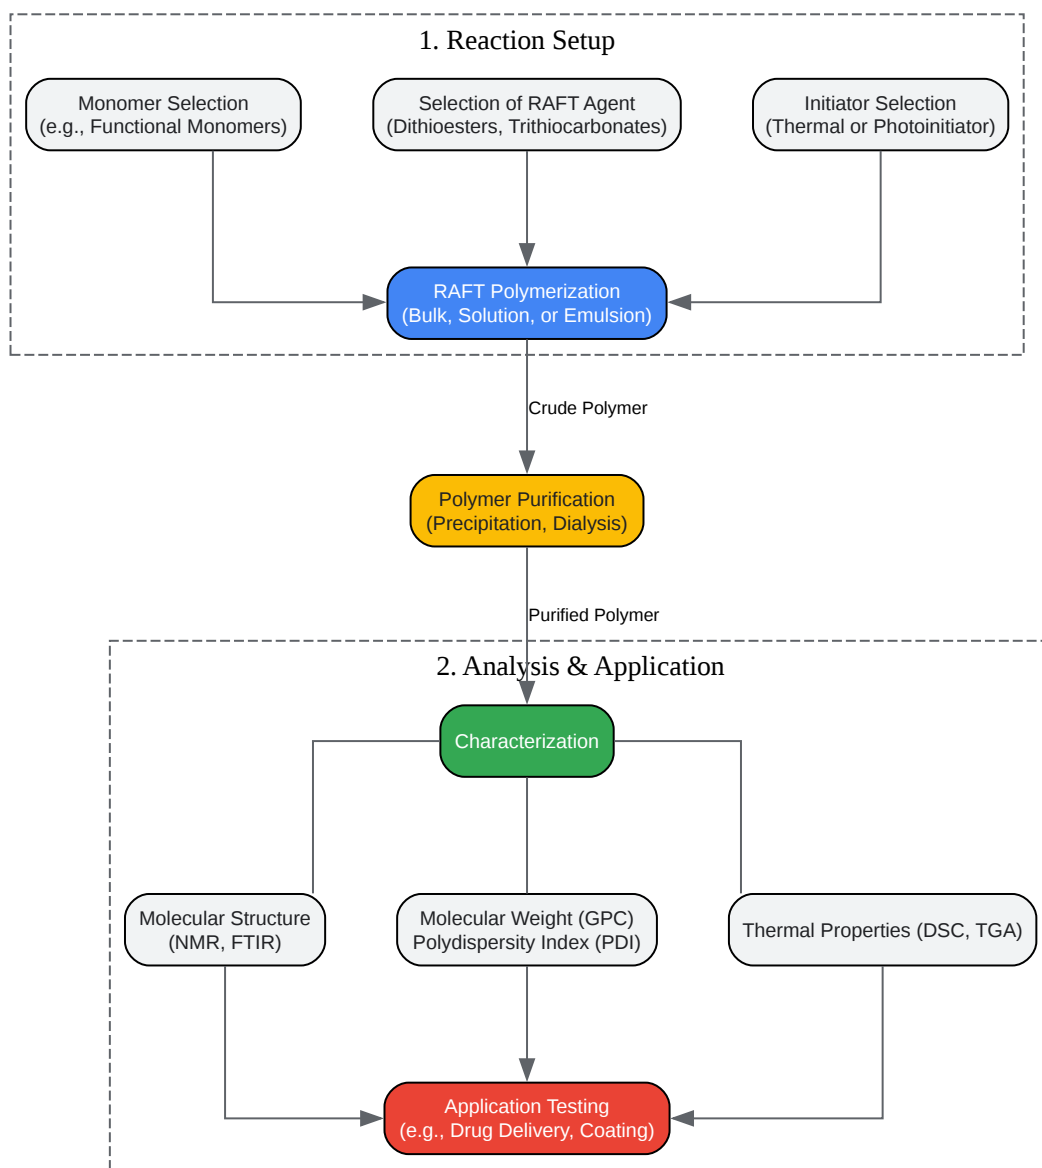 1. Reaction Setup
Monomer Selection
(e.g., Functional Monomers)
Selection of RAFT Agent
(Dithioesters, Trithiocarbonates)
Initiator Selection
(Thermal or Photoinitiator)
RAFT Polymerization
(Bulk, Solution, or Emulsion)
Crude Polymer
Polymer Purification
(Precipitation, Dialysis)
Purified Polymer
2. Analysis & Application
Characterization
Molecular Structure
(NMR, FTIR)
Molecular Weight (GPC)
Polydispersity Index (PDI)
Thermal Properties (DSC, TGA)
Application Testing
(e.g., Drug Delivery, Coating)